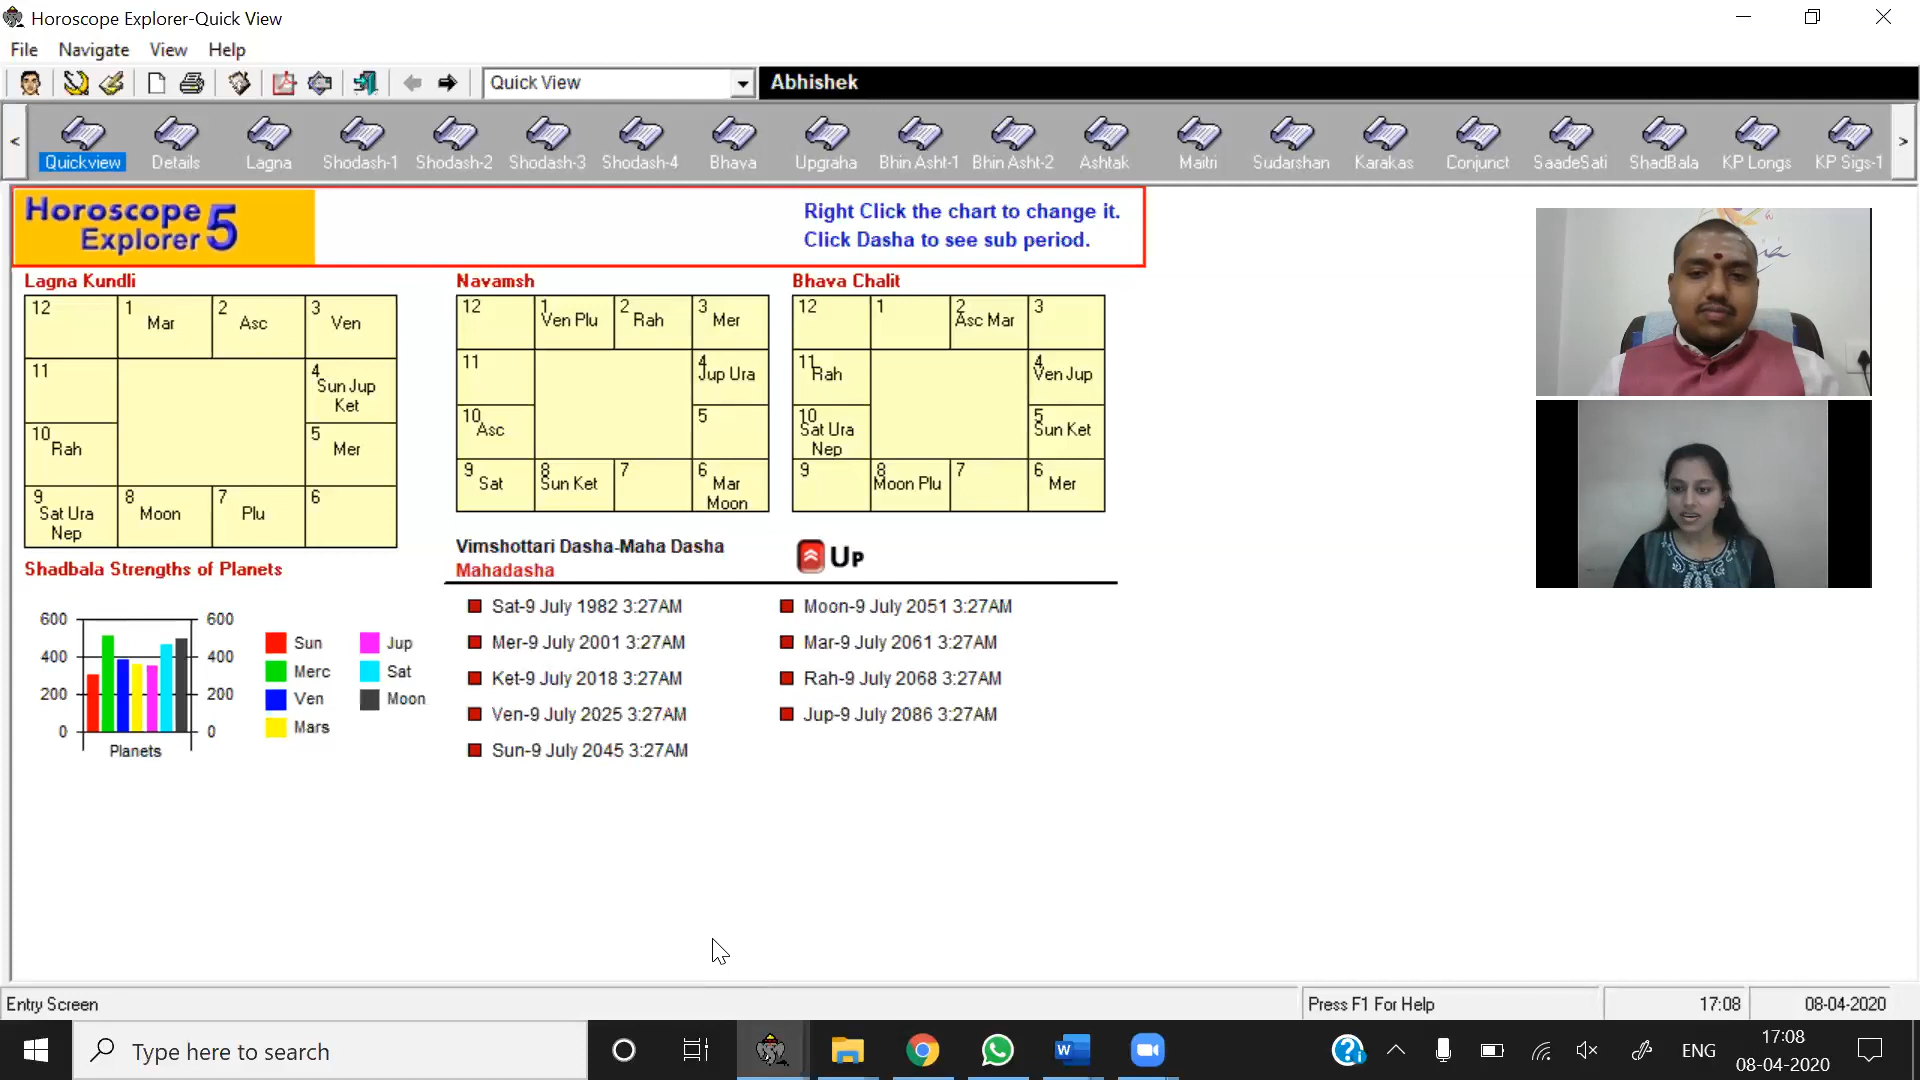 Horoscope Explorer-Quick View
File Navigate View Help
Quick View
Abhishek
< Quickview Details Lagna Shodash-1 Shodash-2 Shodash-3 Shodash-4 Bhava Upgraha Bhin Asht-1 Bhin Asht-2 Ashtak Maitri Sudarshan Karakas Conjunct SaadeSati ShadBala KP Longs KP Sigs-1 >
Horoscope
Explorer 5
Right Click the chart to change it.
Click Dasha to see sub period.
Lagna Kundli
12 1 2 3
Mar Asc Ven
11 4
Sun Jup
Ket
10 5
Rah Mer
9 8 7 6
Sat Ura Moon Plu
Nep
Navamsh
12 1 2 3
Ven Plu Rah Mer
11 4
Jup Ura
10 5
Asc
9 8 7 6
Sat Sun Ket Mar
Moon
Bhava Chalit
12 1 2 3
Asc Mar
11 4
Rah Ven Jup
10 5
Sat Ura Sun Ket
Nep
9 8 7 6
Moon Plu Mer
Shadbala Strengths of Planets
600 600
400 400
200 200
0 0
Planets
Sun Jup
Merc Sat
Ven Moon
Mars
Vimshottari Dasha-Maha Dasha
Mahadasha
UP
Sat-9 July 1982 3:27AM
Mer-9 July 2001 3:27AM
Ket-9 July 2018 3:27AM
Ven-9 July 2025 3:27AM
Sun-9 July 2045 3:27AM
Moon-9 July 2051 3:27AM
Mar-9 July 2061 3:27AM
Rah-9 July 2068 3:27AM
Jup-9 July 2086 3:27AM
Entry Screen
Press F1 For Help
17:08
08-04-2020
Type here to search
ENG
17:08
08-04-2020